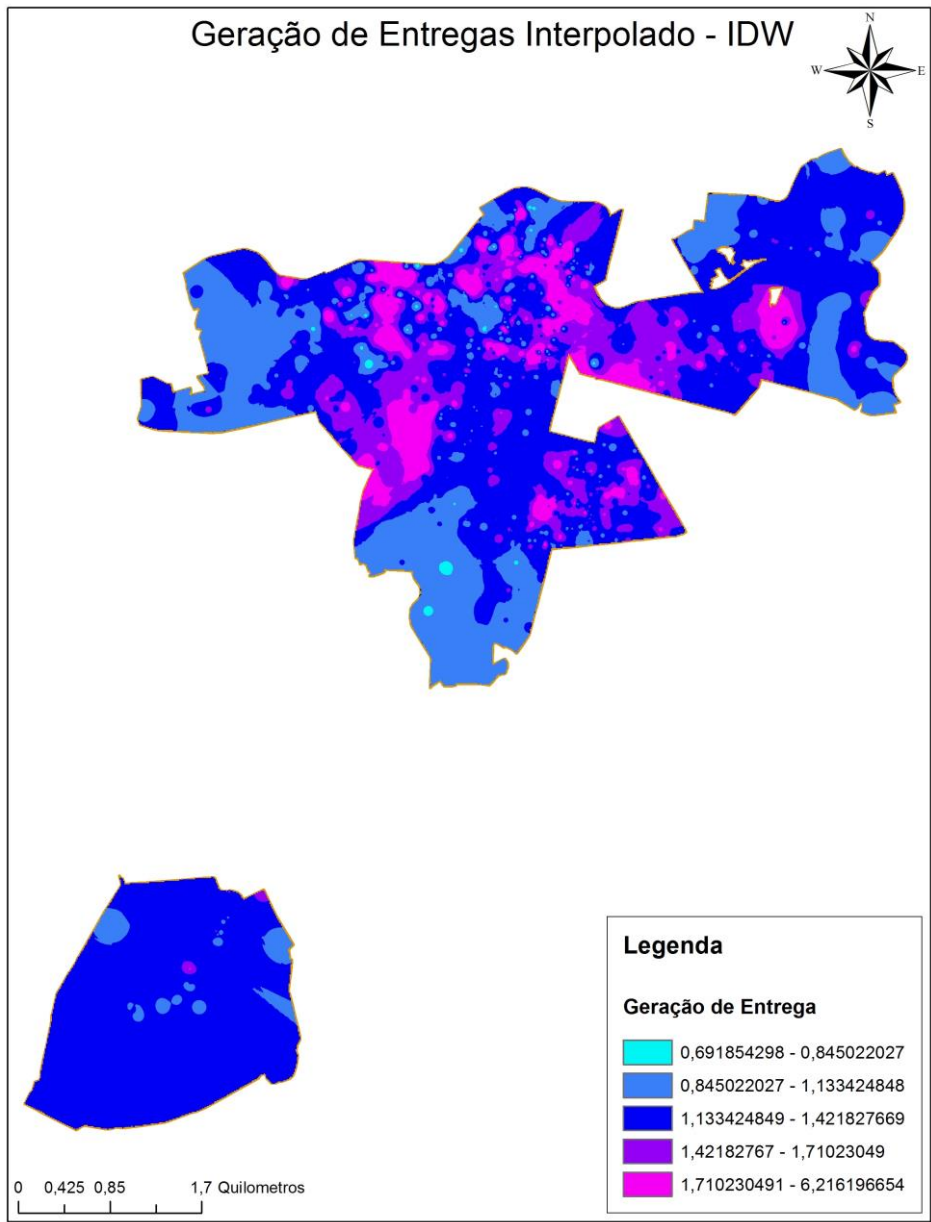 Geração de Entregas Interpolado - IDW
N
W E
S
Legenda
Geração de Entrega
0,691854298 - 0,845022027
0,845022027 - 1,133424848
1,133424849 - 1,421827669
1,42182767 - 1,71023049
1,710230491 - 6,216196654
0 0,425 0,85 1,7 Quilometros